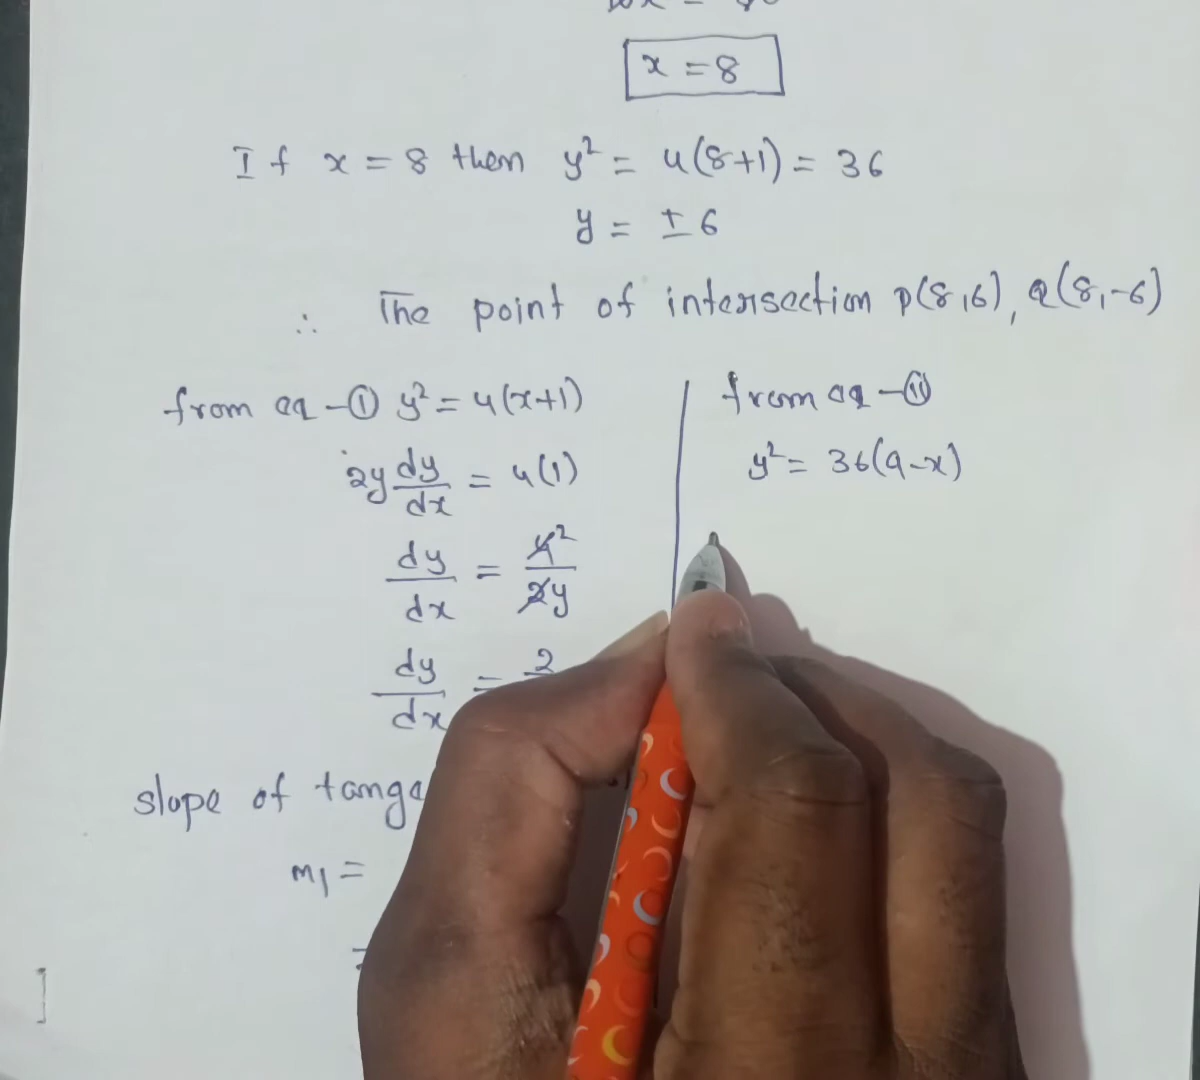 x = 8
If x = 8 then y² = 4(8+1) = 36
y = ± 6
∴ The point of intersection P(8,6), Q(8,-6)
from eq - ① y² = 4(x+1)
2y dy/dx = 4(1)
dy/dx = 4²/2y
dy/dx = 2
slope of tange
m₁ =
from eq - ⑪
y² = 36(9-x)
]